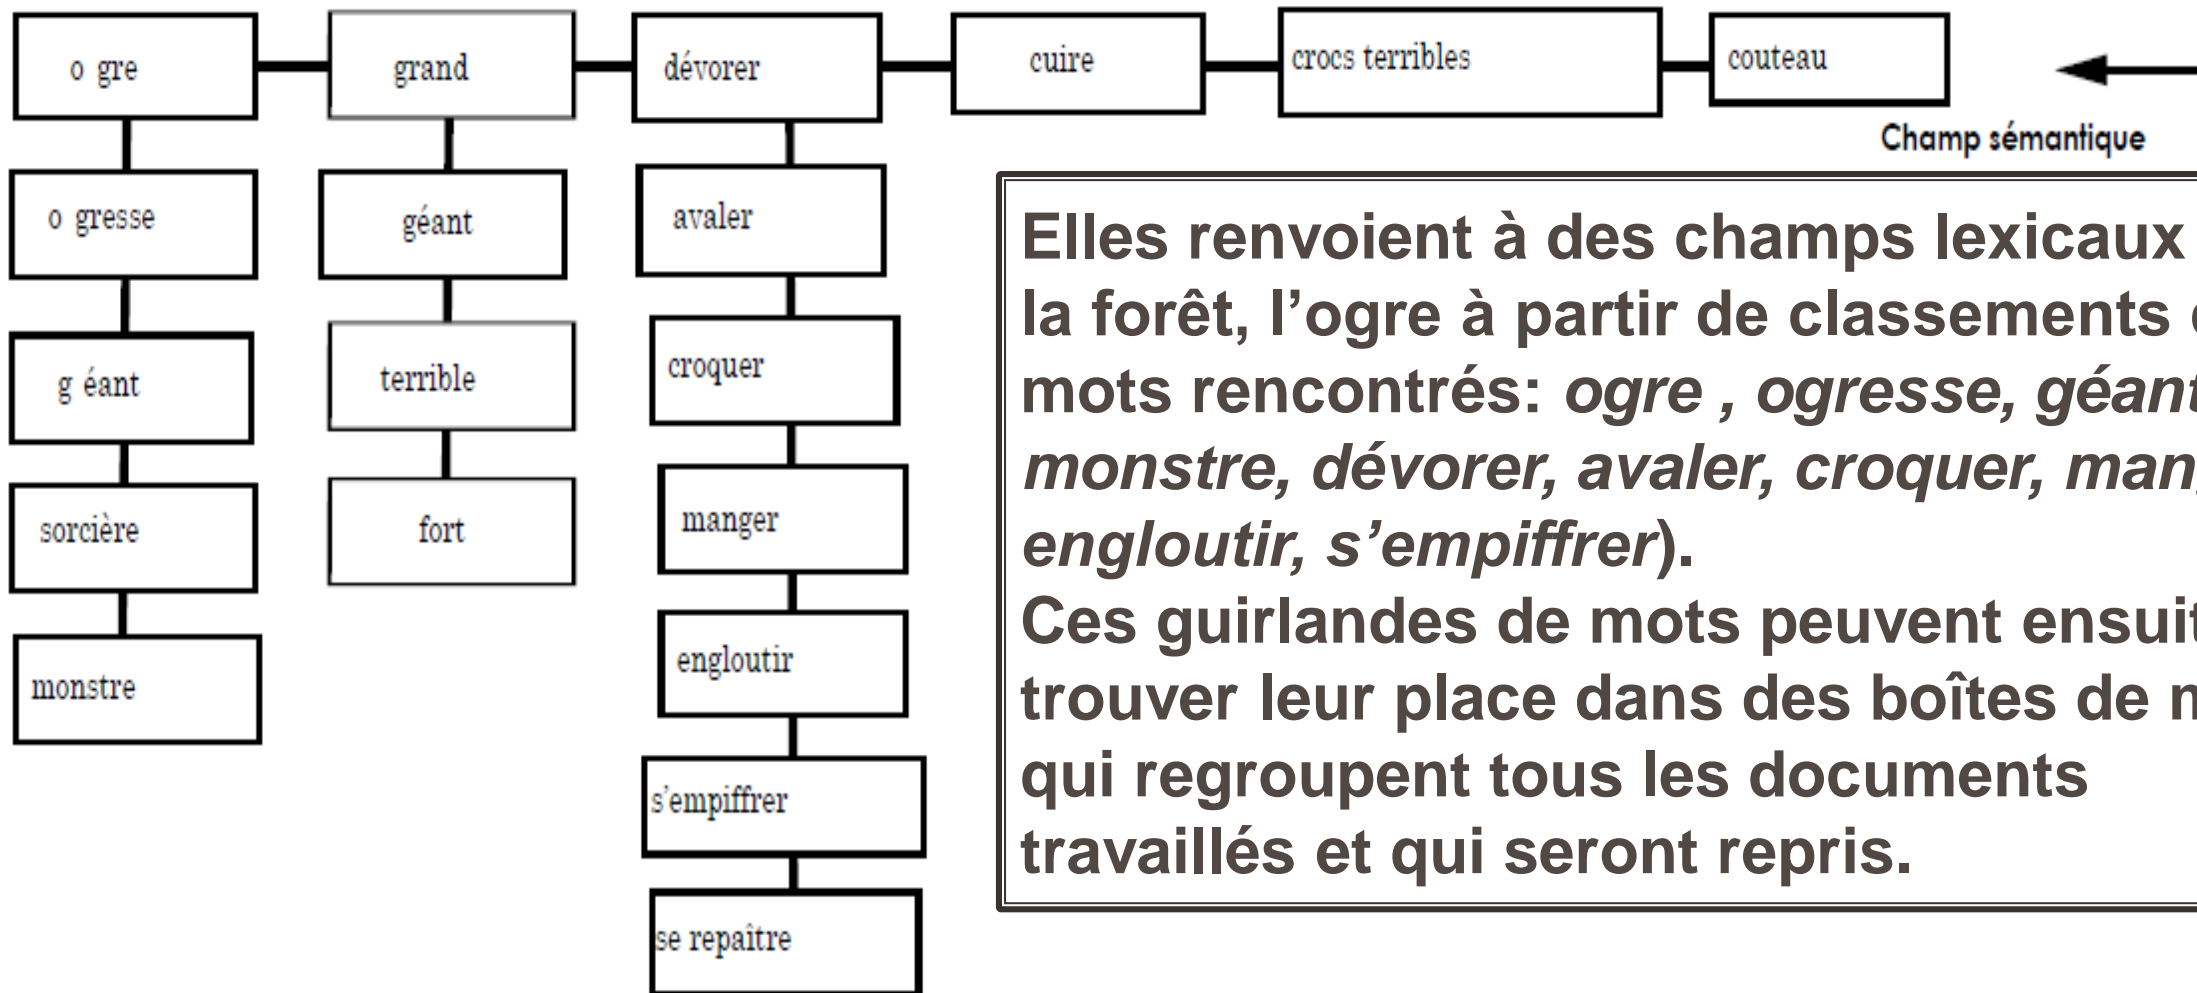 o gre grand dévorer cuire crocs terribles couteau
Champ sémantique
o gresse géant avaler
g éant terrible croquer
sorcière fort manger
monstre engloutir
s'empiffrer
se repaître
Elles renvoient à des champs lexicaux
la forêt, l’ogre à partir de classements
mots rencontrés: ogre , ogresse, géant
monstre, dévorer, avaler, croquer,
engloutir, s’empiffrer).
Ces guirlandes de mots peuvent
trouver leur place dans des boîtes de
qui regroupent tous les documents
travaillés et qui seront repris.